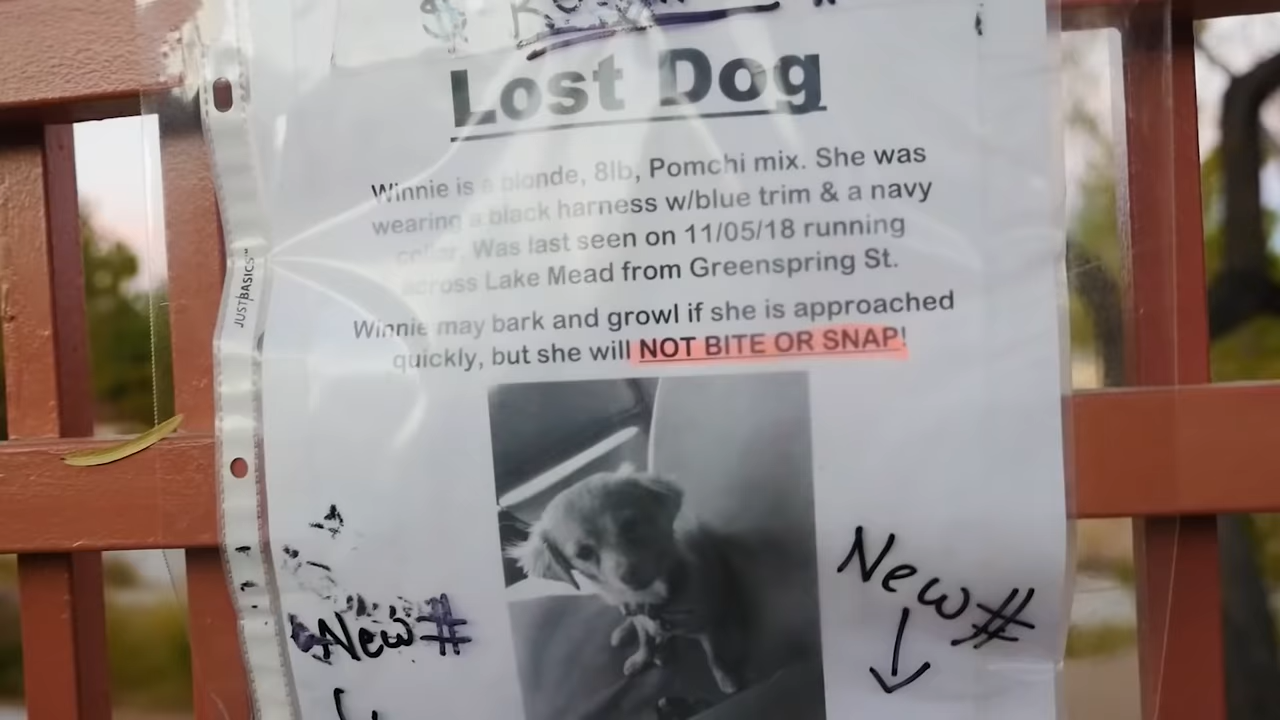 $
Lost Dog
Winnie is a blonde, 8lb, Pomchi mix. She was
wearing a black harness w/blue trim & a navy
collar. Was last seen on 11/05/18 running
across Lake Mead from Greenspring St.
Winnie may bark and growl if she is approached
quickly, but she will NOT BITE OR SNAP!
JUSTBASICS™
New #
New #